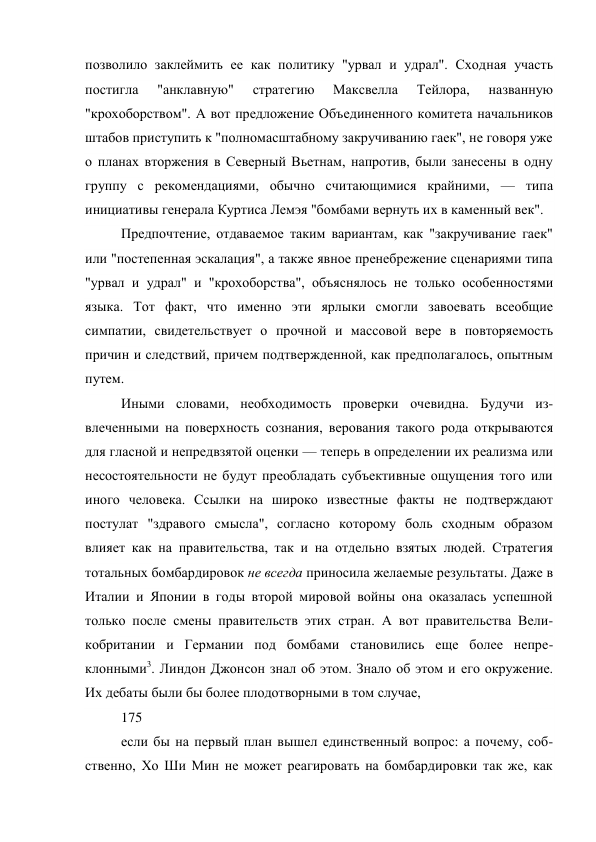 позволило заклеймить ее как политику "урвал и удрал". Сходная участь
постигла "анклавную" стратегию Максвелла Тейлора, названную
"крохоборством". А вот предложение Объединенного комитета начальников
штабов приступить к "полномасштабному закручиванию гаек", не говоря уже
о планах вторжения в Северный Вьетнам, напротив, были занесены в одну
группу с рекомендациями, обычно считающимися крайними, — типа
инициативы генерала Куртиса Лемэя "бомбами вернуть их в каменный век".
Предпочтение, отдаваемое таким вариантам, как "закручивание гаек"
или "постепенная эскалация", а также явное пренебрежение сценариями типа
"урвал и удрал" и "крохоборства", объяснялось не только особенностями
языка. Тот факт, что именно эти ярлыки смогли завоевать всеобщие
симпатии, свидетельствует о прочной и массовой вере в повторяемость
причин и следствий, причем подтвержденной, как предполагалось, опытным
путем.
Иными словами, необходимость проверки очевидна. Будучи из-
влеченными на поверхность сознания, верования такого рода открываются
для гласной и непредвзятой оценки — теперь в определении их реализма или
несостоятельности не будут преобладать субъективные ощущения того или
иного человека. Ссылки на широко известные факты не подтверждают
постулат "здравого смысла", согласно которому боль сходным образом
влияет как на правительства, так и на отдельно взятых людей. Стратегия
тотальных бомбардировок не всегда приносила желаемые результаты. Даже в
Италии и Японии в годы второй мировой войны она оказалась успешной
только после смены правительств этих стран. А вот правительства Вели-
кобритании и Германии под бомбами становились еще более непре-
клонными3. Линдон Джонсон знал об этом. Знало об этом и его окружение.
Их дебаты были бы более плодотворными в том случае,
175
если бы на первый план вышел единственный вопрос: а почему, соб-
ственно, Хо Ши Мин не может реагировать на бомбардировки так же, как